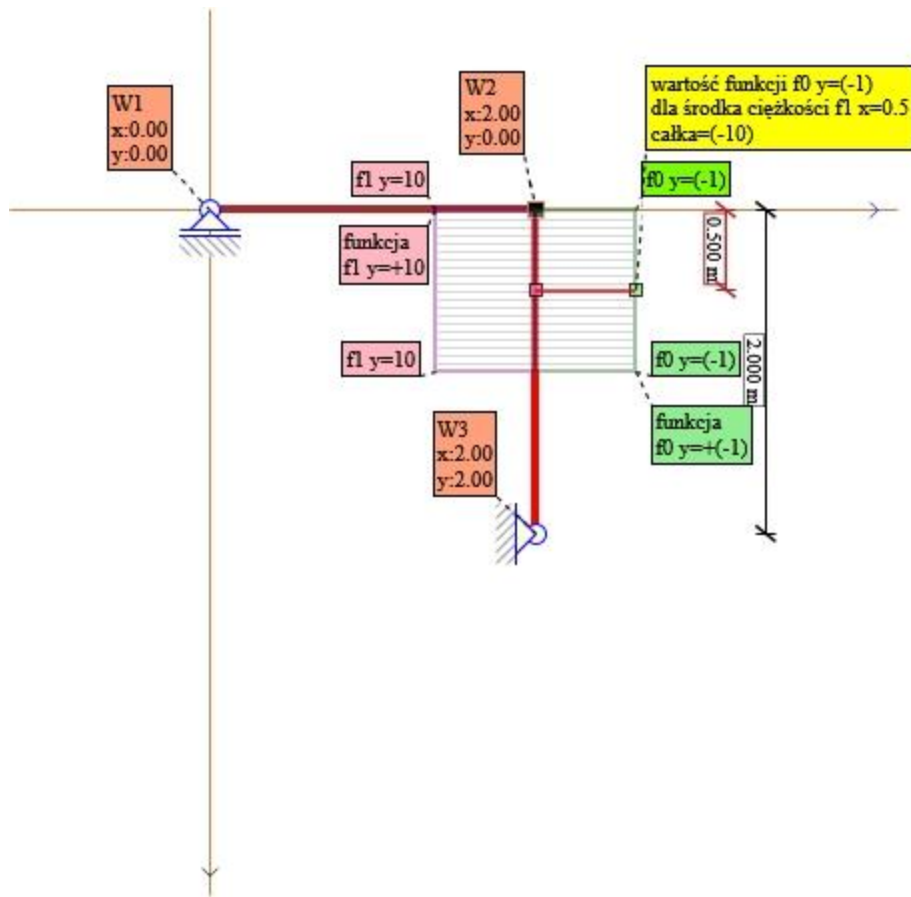 W1
x:0.00
y:0.00
W2
x:2.00
y:0.00
wartość funkcji f0 y=(-1)
dla środka ciężkości f1 x=0.5
całka=(-10)
f1 y=10
f0 y=(-1)
funkcja
f1 y=+10
0.500 m
f1 y=10
f0 y=(-1)
2.000 m
W3
x:2.00
y:2.00
funkcja
f0 y=+(-1)